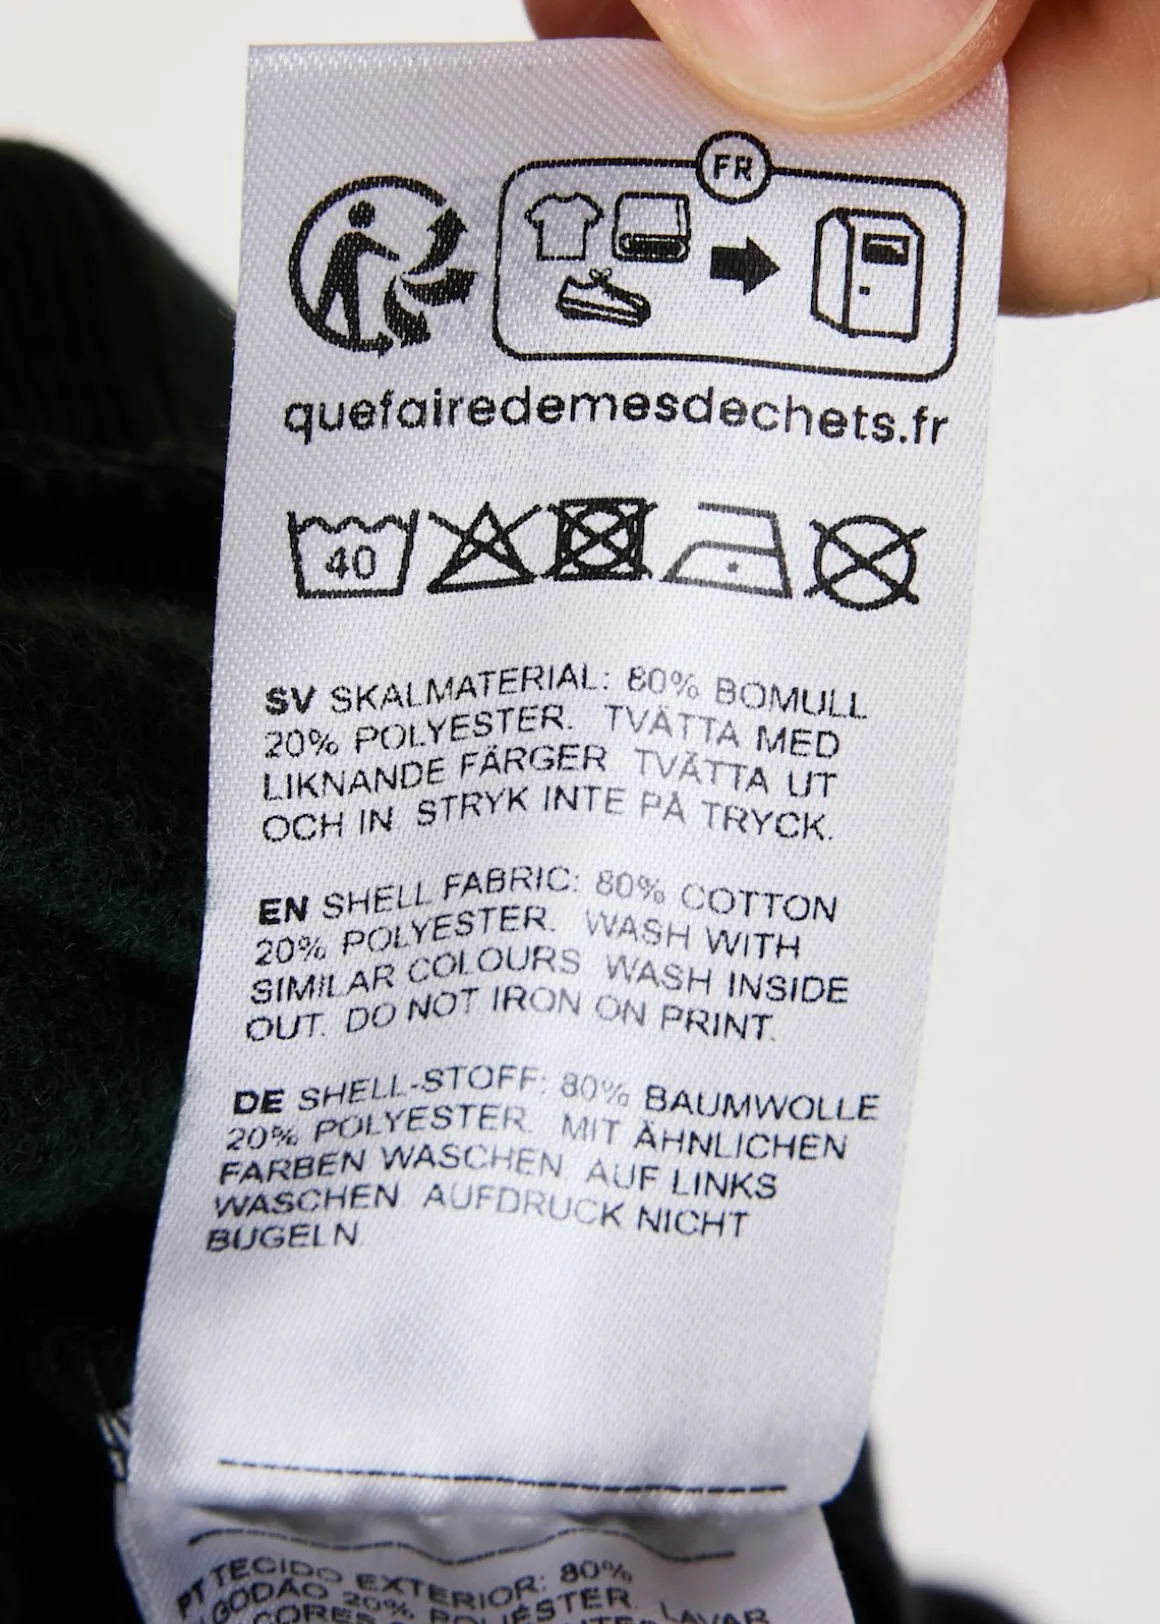 FR
quefairedemesdechets.fr
40
SV SKALMATERIAL: 80% BOMULL
20% POLYESTER. TVÄTTA MED
LIKNANDE FÄRGER TVÄTTA UT
OCH IN. STRYK INTE PÅ TRYCK.
EN SHELL FABRIC: 80% COTTON
20% POLYESTER. WASH WITH
SIMILAR COLOURS WASH INSIDE
OUT. DO NOT IRON ON PRINT.
DE SHELL-STOFF: 80% BAUMWOLLE
20% POLYESTER. MIT ÄHNLICHEN
FARBEN WASCHEN. AUF LINKS
WASCHEN. AUFDRUCK NICHT
BUGELN
PT TECIDO EXTERIOR: 80%
LGODÃO 20% POLIÉSTER. LAVAR
CORES